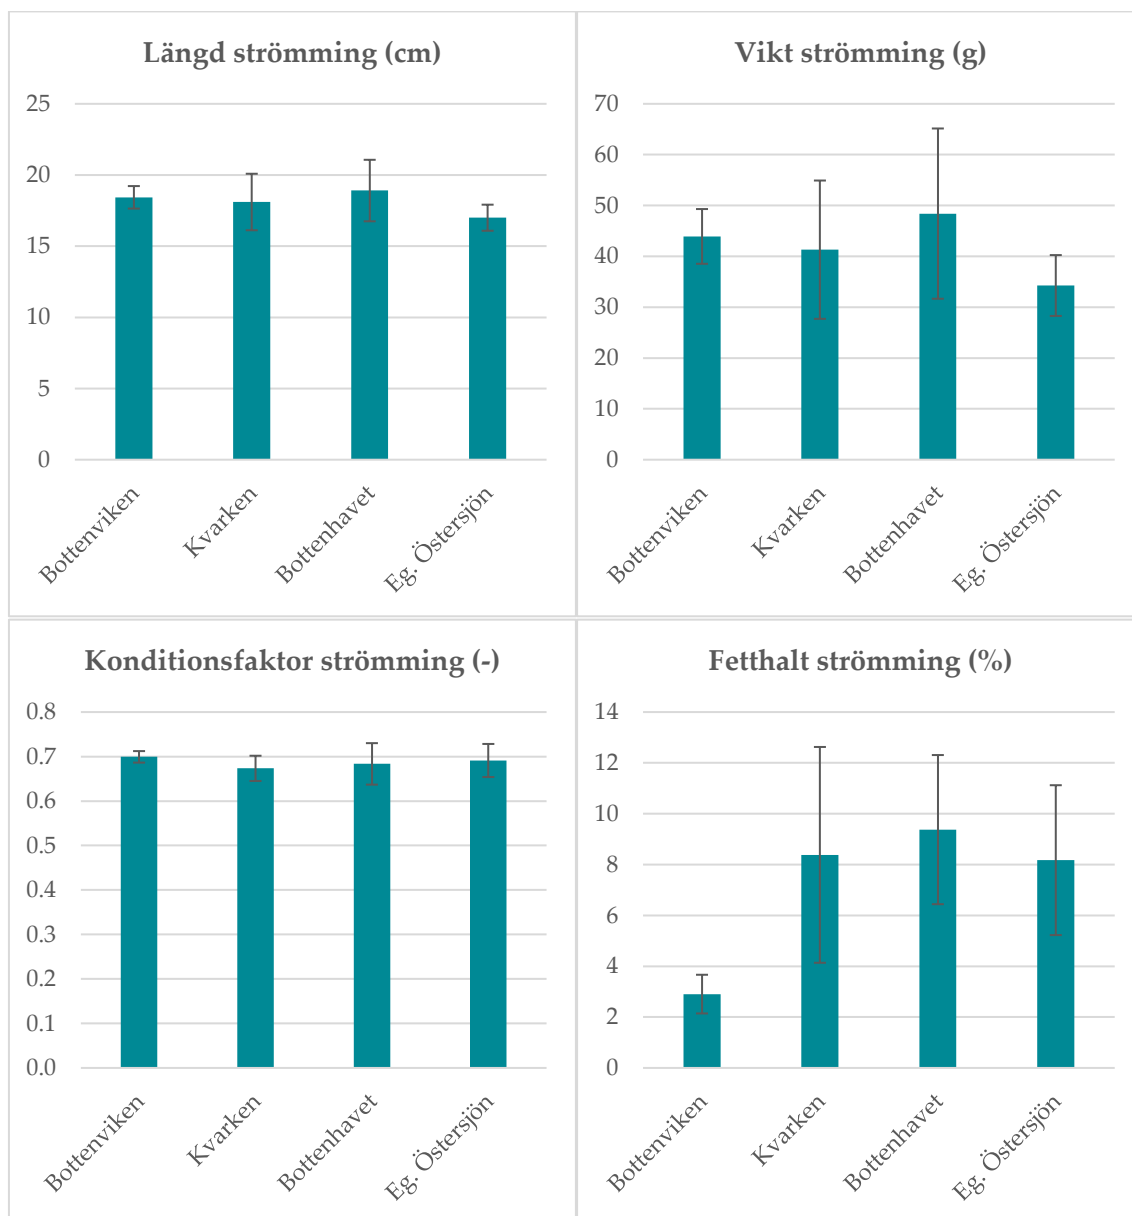 Längd strömming (cm)
25
20
15
10
5
0
Bottenviken
Kvarken
Bottenhavet
Eg. Östersjön
Vikt strömming (g)
70
60
50
40
30
20
10
0
Bottenviken
Kvarken
Bottenhavet
Eg. Östersjön
Konditionsfaktor strömming (-)
0.8
0.7
0.6
0.5
0.4
0.3
0.2
0.1
0.0
Bottenviken
Kvarken
Bottenhavet
Eg. Östersjön
Fetthalt strömming (%)
14
12
10
8
6
4
2
0
Bottenviken
Kvarken
Bottenhavet
Eg. Östersjön